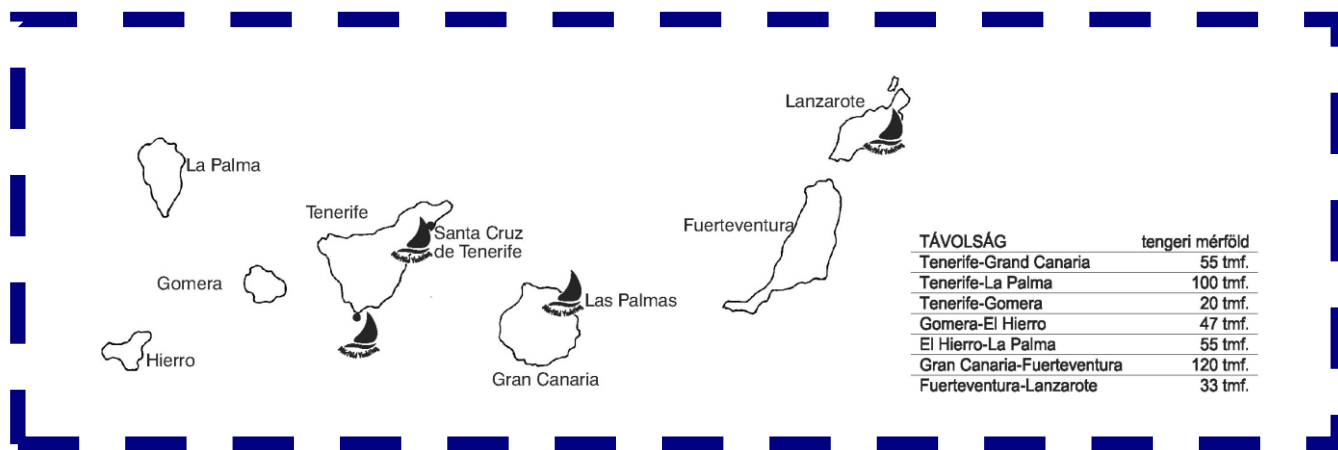 Lanzarote
La Palma
Tenerife
Santa Cruz
de Tenerife
Fuerteventura
Gomera
Las Palmas
Hierro
Gran Canaria
TÁVOLSÁG tengeri mérföld
Tenerife-Grand Canaria 55 tmf.
Tenerife-La Palma 100 tmf.
Tenerife-Gomera 20 tmf.
Gomera-El Hierro 47 tmf.
El Hierro-La Palma 55 tmf.
Gran Canaria-Fuerteventura 120 tmf.
Fuerteventura-Lanzarote 33 tmf.